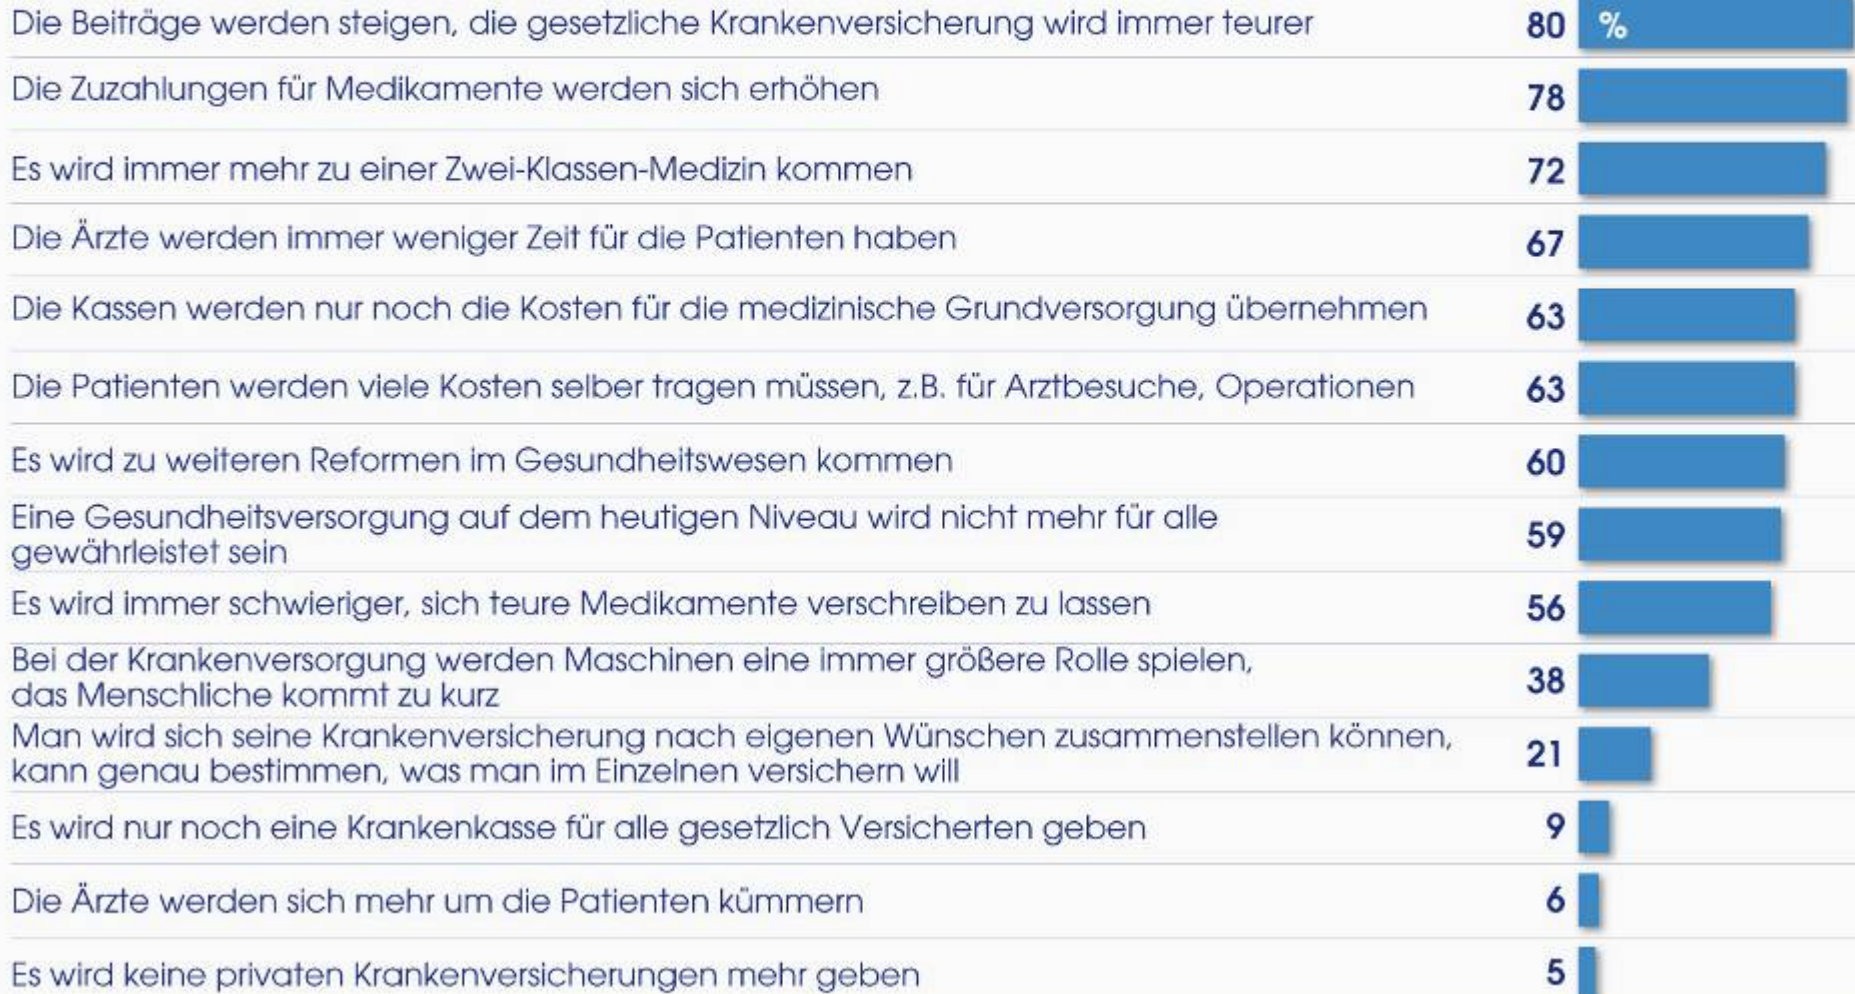 Die Beiträge werden steigen, die gesetzliche Krankenversicherung wird immer teurer 80 %
Die Zuzahlungen für Medikamente werden sich erhöhen 78
Es wird immer mehr zu einer Zwei-Klassen-Medizin kommen 72
Die Ärzte werden immer weniger Zeit für die Patienten haben 67
Die Kassen werden nur noch die Kosten für die medizinische Grundversorgung übernehmen 63
Die Patienten werden viele Kosten selber tragen müssen, z.B. für Arztbesuche, Operationen 63
Es wird zu weiteren Reformen im Gesundheitswesen kommen 60
Eine Gesundheitsversorgung auf dem heutigen Niveau wird nicht mehr für alle
gewährleistet sein 59
Es wird immer schwieriger, sich teure Medikamente verschreiben zu lassen 56
Bei der Krankenversorgung werden Maschinen eine immer größere Rolle spielen,
das Menschliche kommt zu kurz 38
Man wird sich seine Krankenversicherung nach eigenen Wünschen zusammenstellen können,
kann genau bestimmen, was man im Einzelnen versichern will 21
Es wird nur noch eine Krankenkasse für alle gesetzlich Versicherten geben 9
Die Ärzte werden sich mehr um die Patienten kümmern 6
Es wird keine privaten Krankenversicherungen mehr geben 5